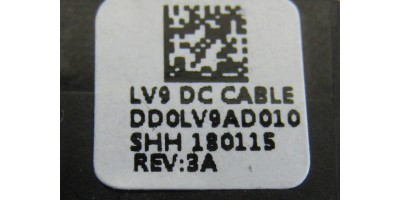 LV9 DC CABLE
DD0LV9AD010
SHH 180115
REV:3A